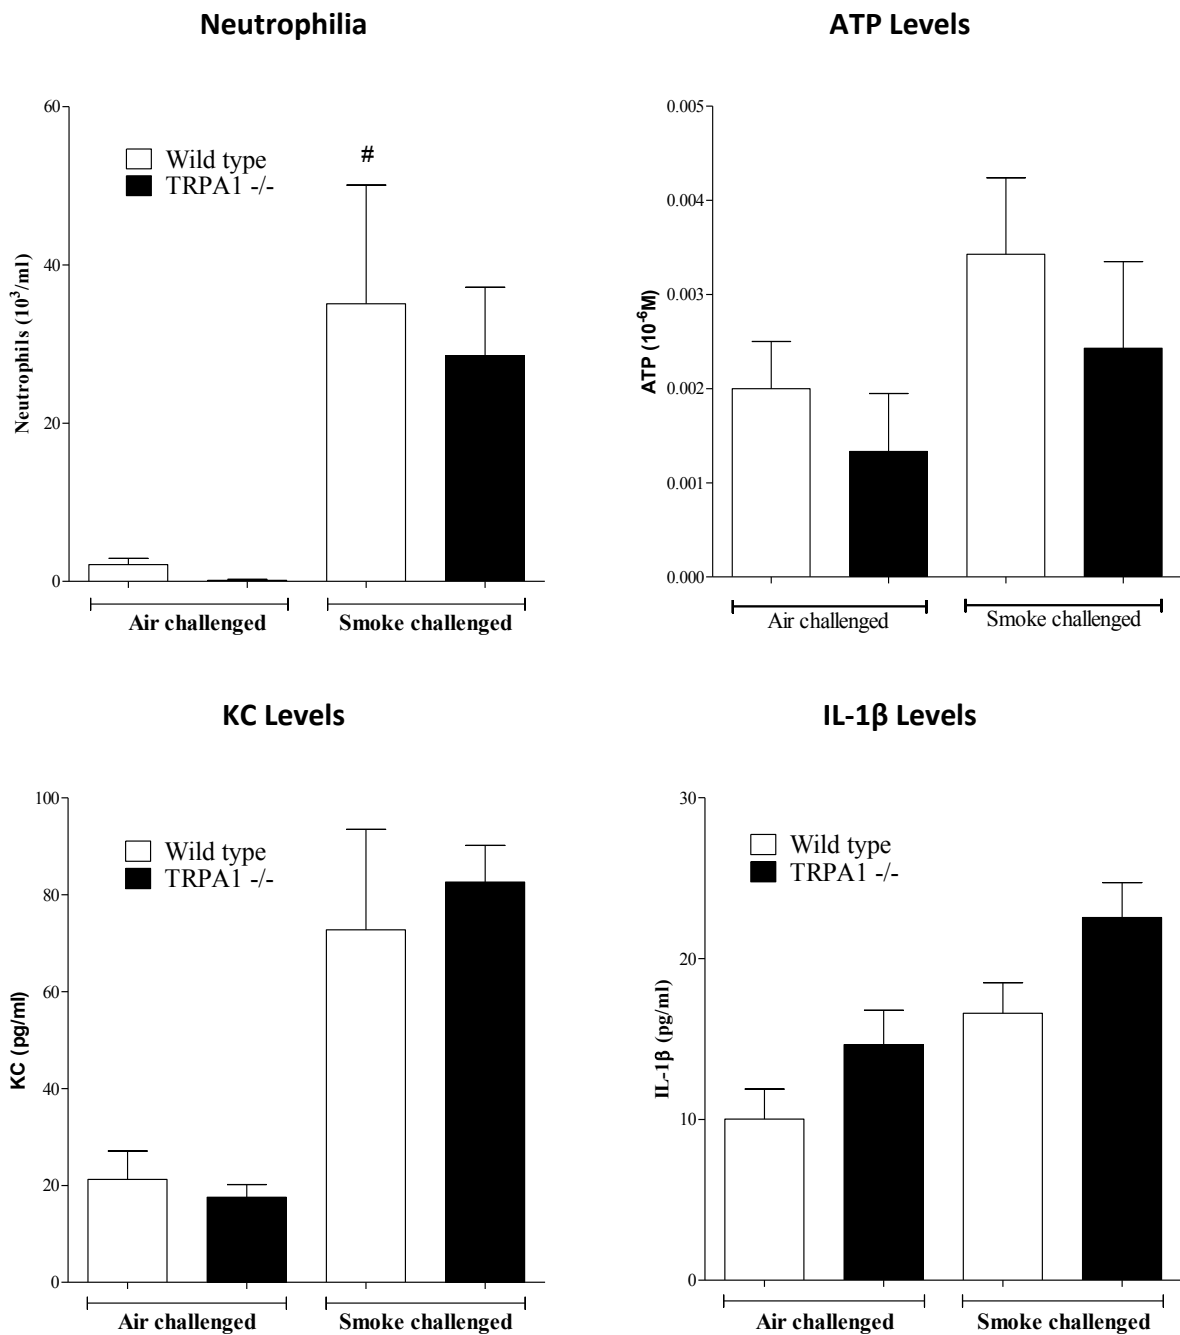 Neutrophilia
60
40
20
0
Neutrophils (10³/ml)
Wild type
TRPA1 -/-
#
Air challenged
Smoke challenged
ATP Levels
0.005
0.004
0.003
0.002
0.001
0.000
ATP (10⁻⁶M)
Air challenged
Smoke challenged
KC Levels
100
80
60
40
20
0
KC (pg/ml)
Wild type
TRPA1 -/-
Air challenged
Smoke challenged
IL-1β Levels
30
20
10
0
IL-1β (pg/ml)
Wild type
TRPA1 -/-
Air challenged
Smoke challenged